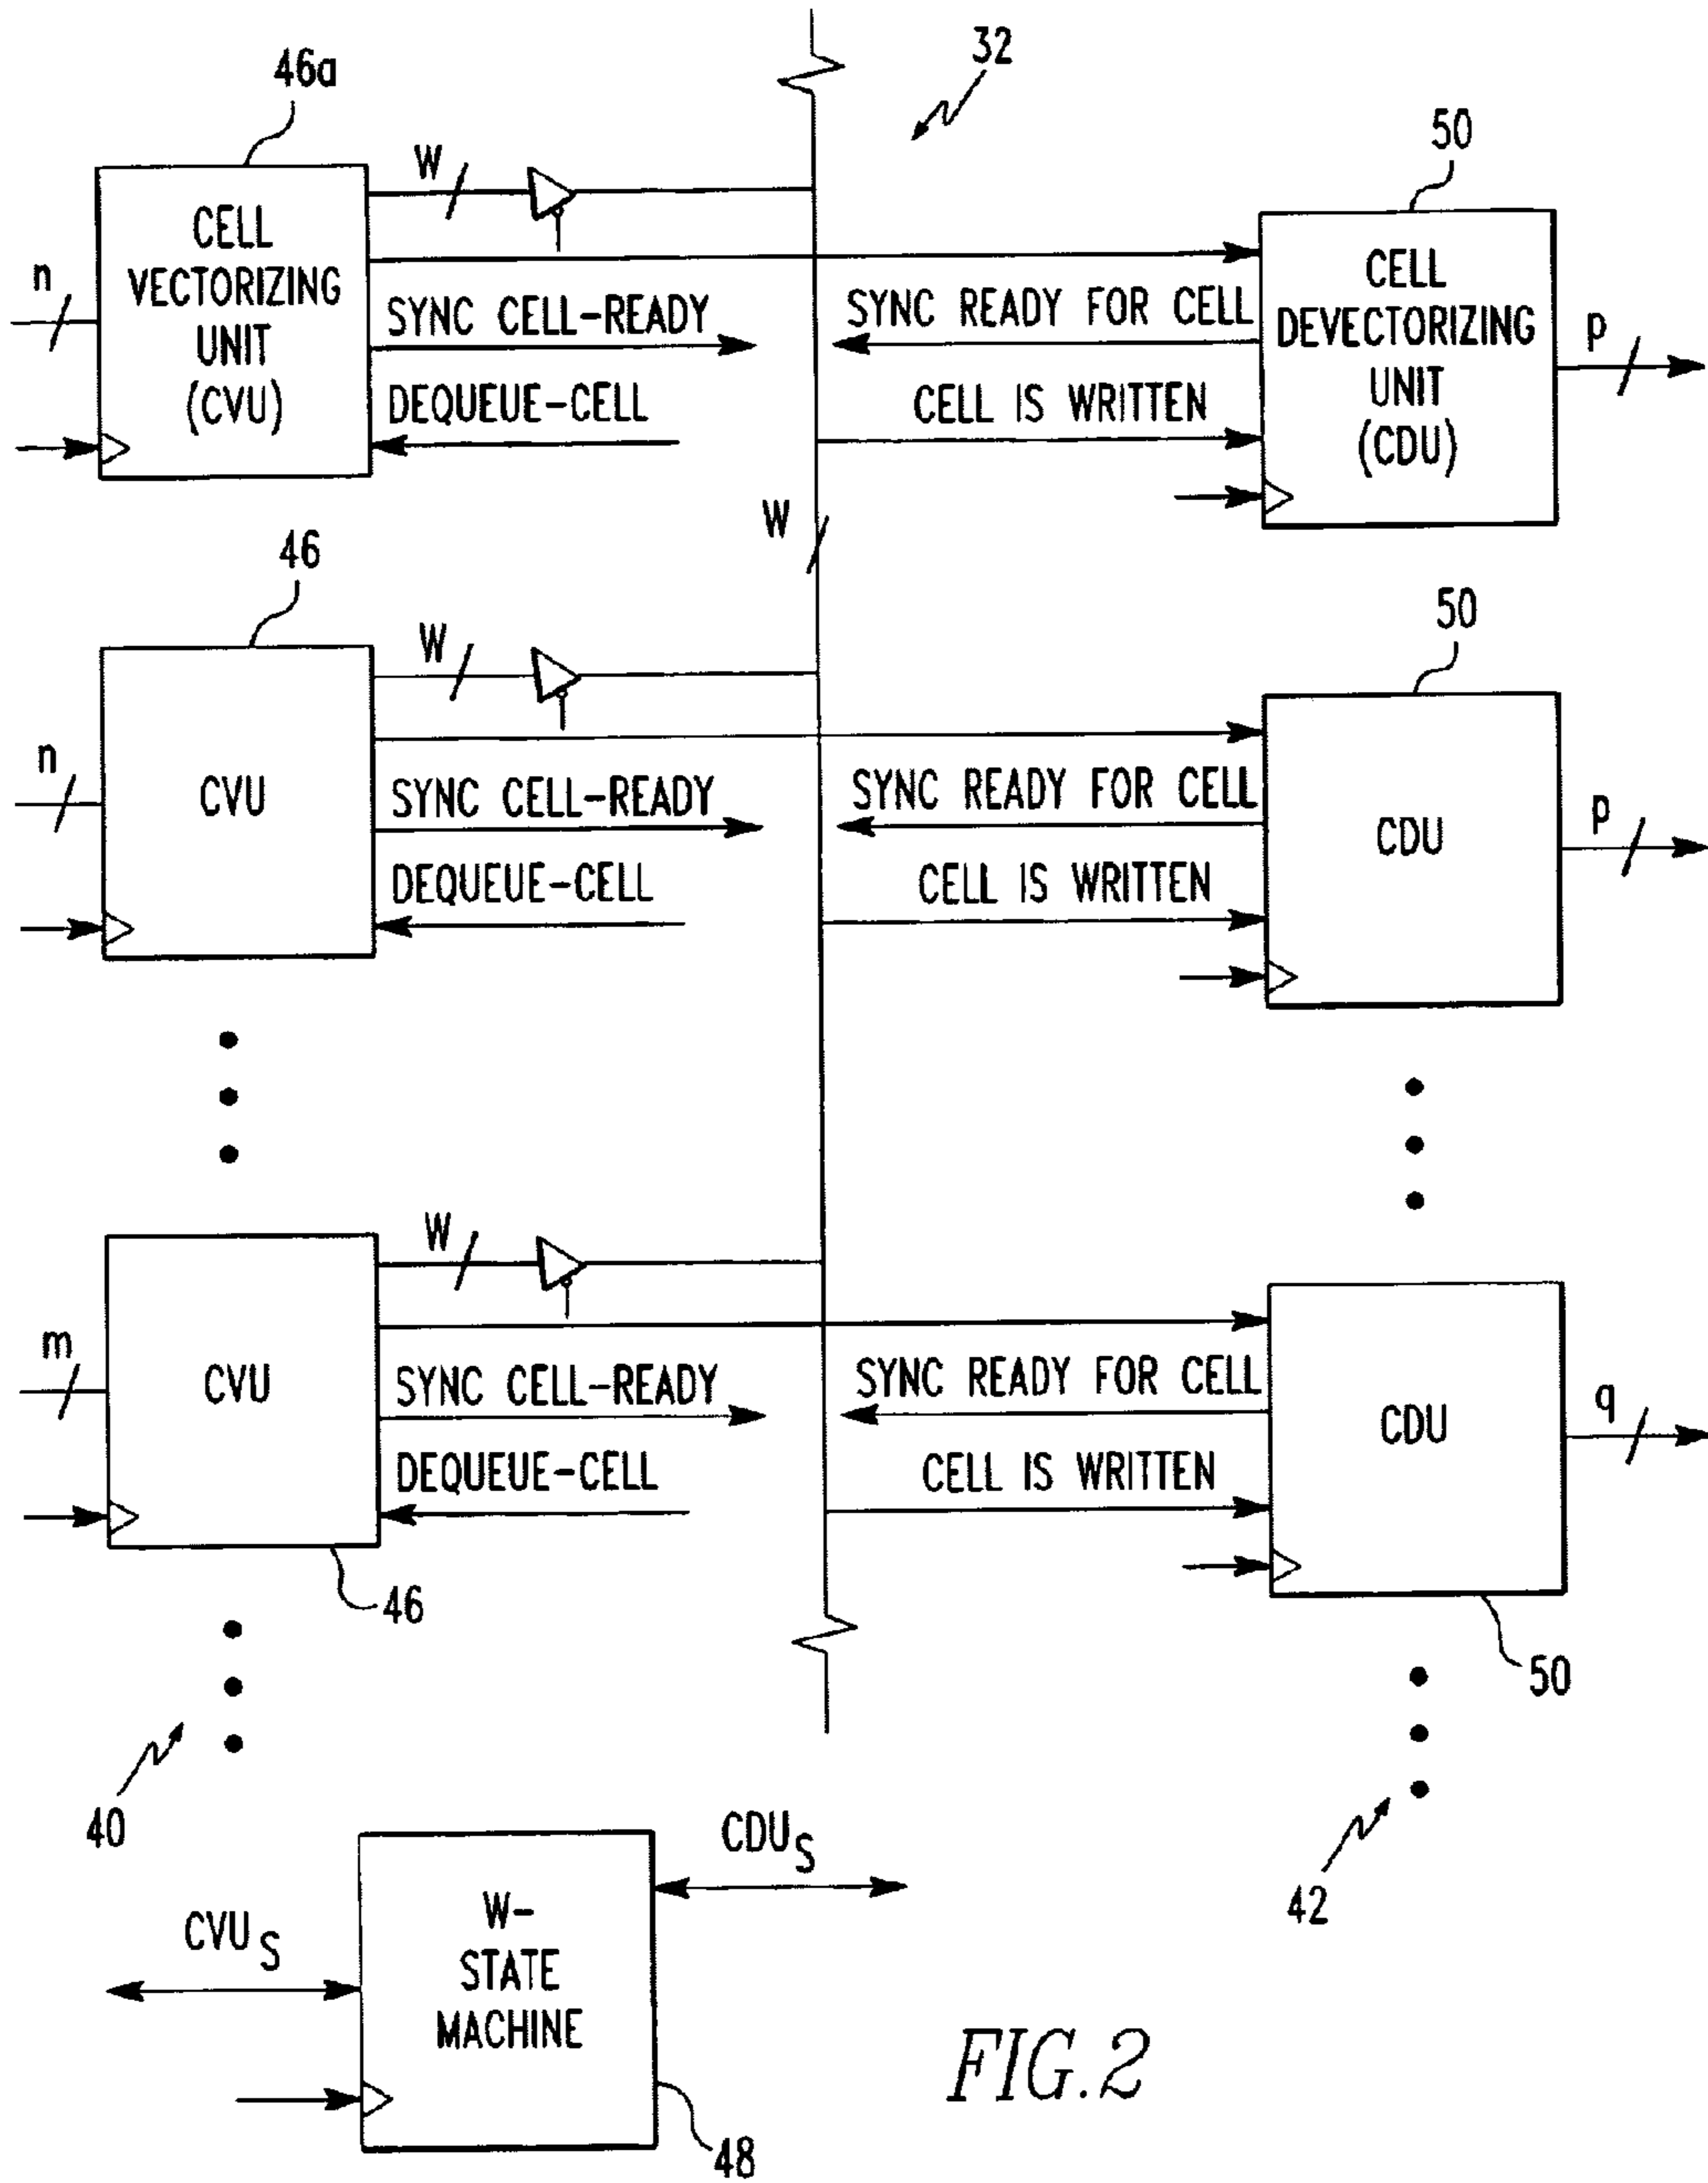 32
46a
50
W
n
CELL
VECTORIZING
UNIT
(CVU)
SYNC CELL-READY
DEQUEUE-CELL
SYNC READY FOR CELL
CELL IS WRITTEN
CELL
DEVECTORIZING
UNIT
(CDU)
p
W
46
50
W
n
CVU
SYNC CELL-READY
DEQUEUE-CELL
SYNC READY FOR CELL
CELL IS WRITTEN
CDU
p
W
m
CVU
SYNC CELL-READY
DEQUEUE-CELL
SYNC READY FOR CELL
CELL IS WRITTEN
CDU
q
46
50
40
42
CVUS
CDUS
W-
STATE
MACHINE
48
FIG.2